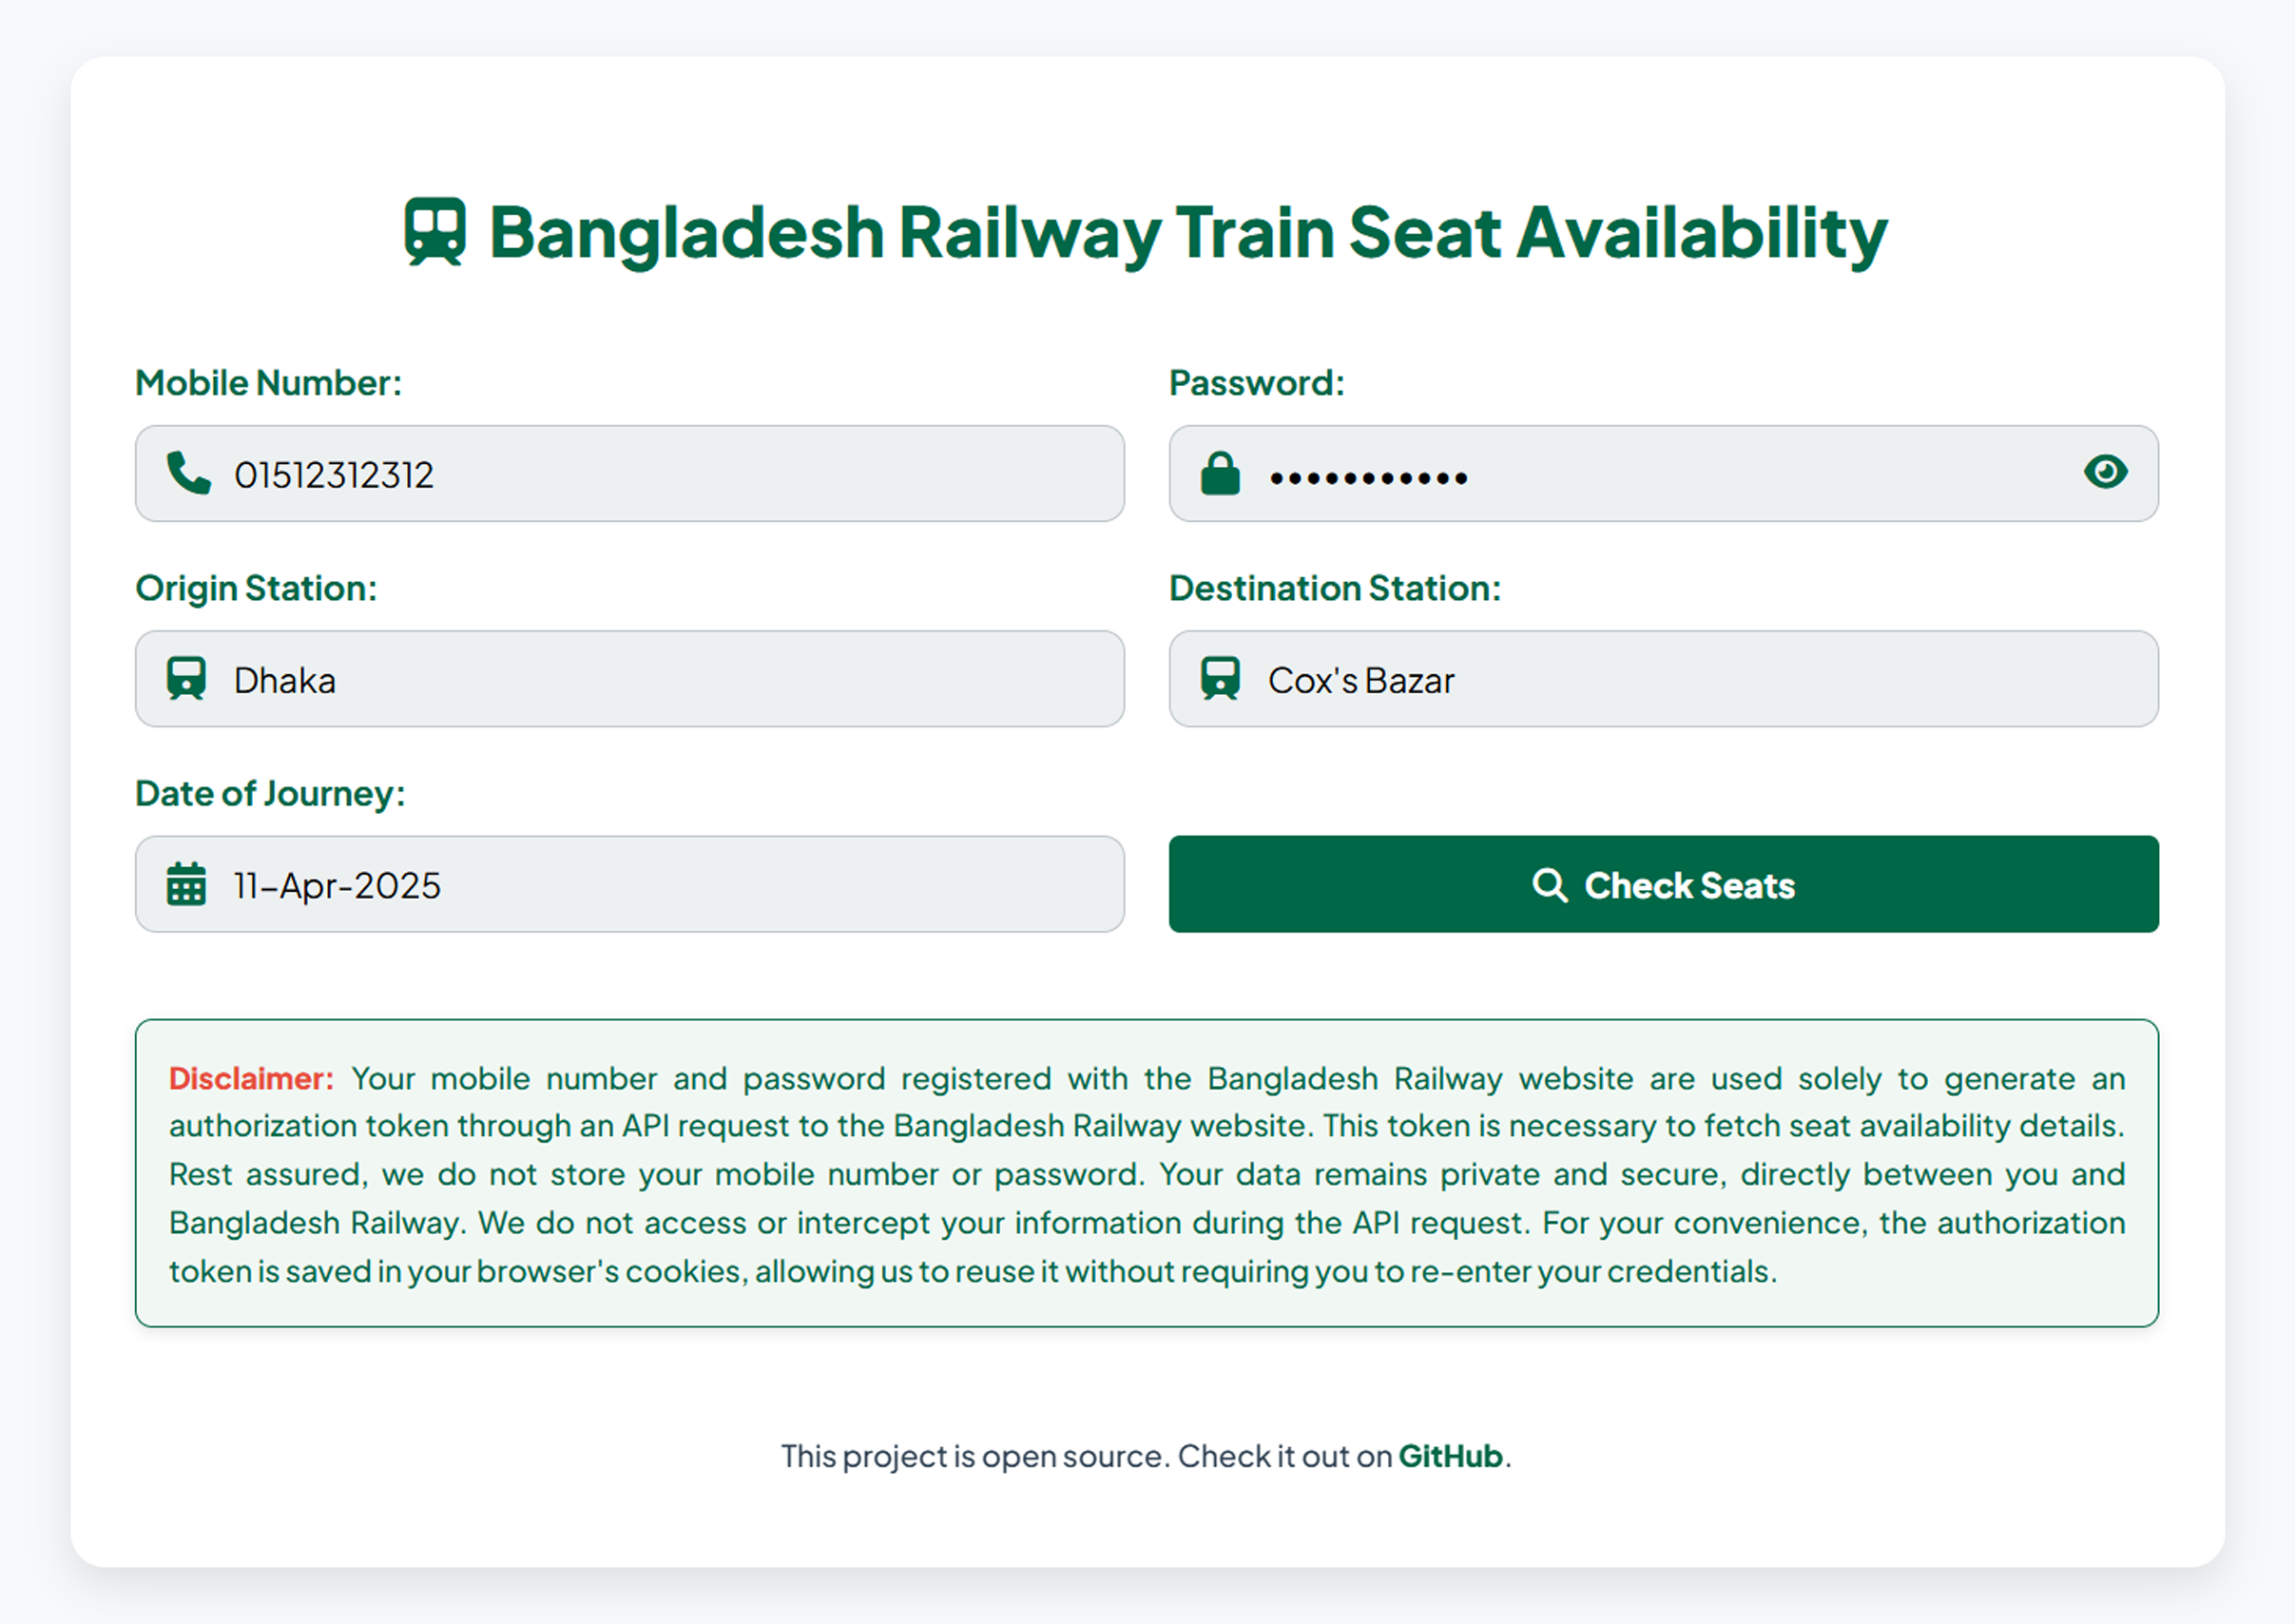 Bangladesh Railway Train Seat Availability
Mobile Number:
01512312312
Password:
•••••••••••
Origin Station:
Dhaka
Destination Station:
Cox's Bazar
Date of Journey:
11-Apr-2025
Check Seats
Disclaimer: Your mobile number and password registered with the Bangladesh Railway website are used solely to generate an
authorization token through an API request to the Bangladesh Railway website. This token is necessary to fetch seat availability details.
Rest assured, we do not store your mobile number or password. Your data remains private and secure, directly between you and
Bangladesh Railway. We do not access or intercept your information during the API request. For your convenience, the authorization
token is saved in your browser's cookies, allowing us to reuse it without requiring you to re-enter your credentials.
This project is open source. Check it out on GitHub.